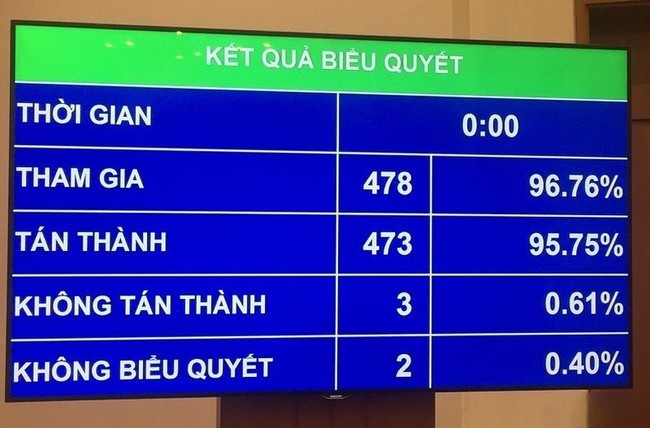 KẾT QUẢ BIỂU QUYẾT
THỜI GIAN 0:00
THAM GIA 478 96.76%
TÁN THÀNH 473 95.75%
KHÔNG TÁN THÀNH 3 0.61%
KHÔNG BIỂU QUYẾT 2 0.40%